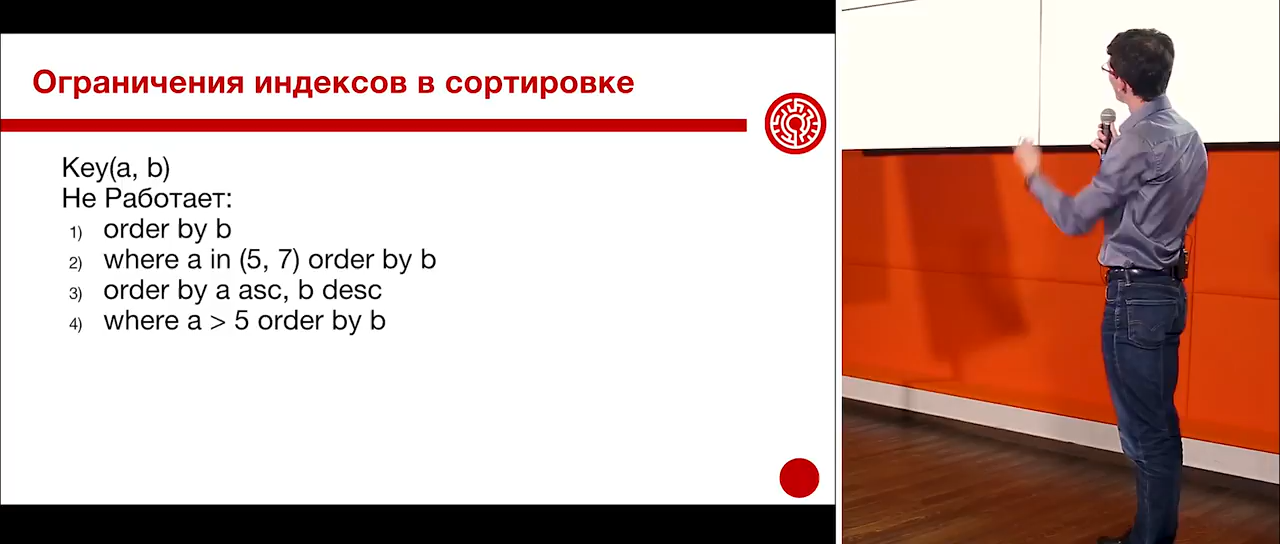 Ограничения индексов в сортировке
Key(a, b)
Не Работает:
1) order by b
2) where a in (5, 7) order by b
3) order by a asc, b desc
4) where a > 5 order by b